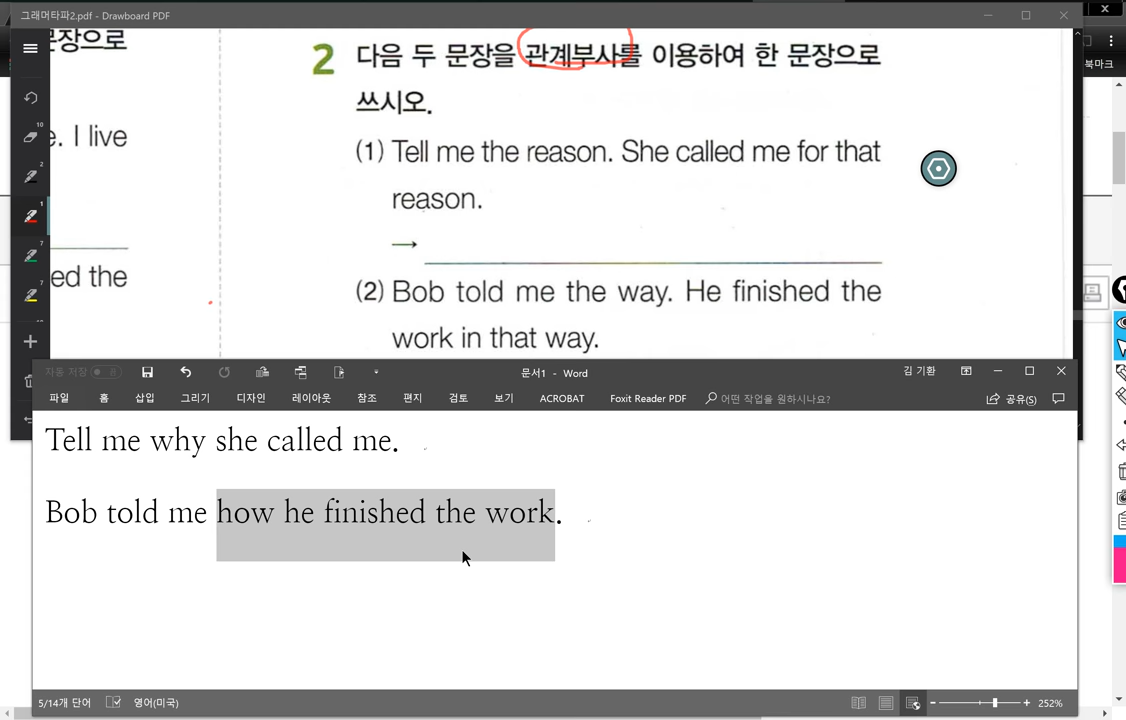 그래머타파2.pdf - Drawboard PDF
북마크
문장으로
2 다음 두 문장을 관계부사를 이용하여 한 문장으로
쓰시오.
10
e. I live
(1) Tell me the reason. She called me for that
2
reason.
1
→
7
ed the
(2) Bob told me the way. He finished the
7
work in that way.
자동 저장
문서1 - Word
김 기환
파일 홈 삽입 그리기 디자인 레이아웃 참조 편지 검토 보기 ACROBAT Foxit Reader PDF 어떤 작업을 원하시나요? 공유(S)
Tell me why she called me.
Bob told me how he finished the work.
5/14개 단어 영어(미국) 252%